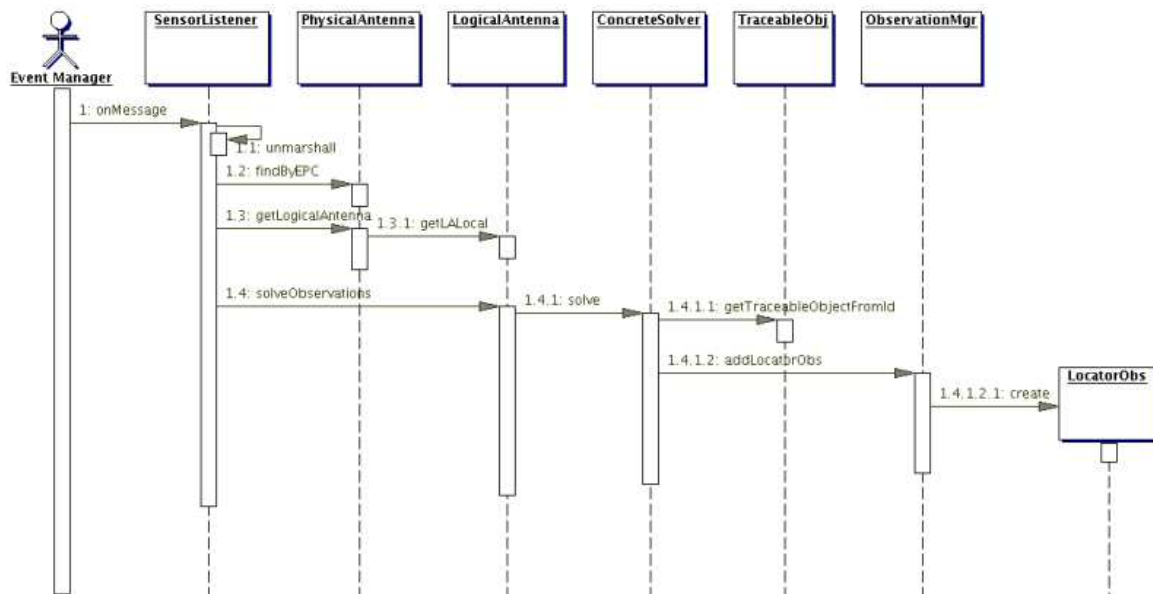 SensorListener
PhysicalAntenna
LogicalAntenna
ConcreteSolver
TraceableObj
ObservationMgr
Event Manager
1: onMessage
1.1: unmarshall
1.2: findByEPC
1.3: getLogicalAntenna
1.3.1: getLALocal
1.4: solveObservations
1.4.1: solve
1.4.1.1: getTraceableObjectFromId
1.4.1.2: addLocatorObs
LocatorObs
1.4.1.2.1: create